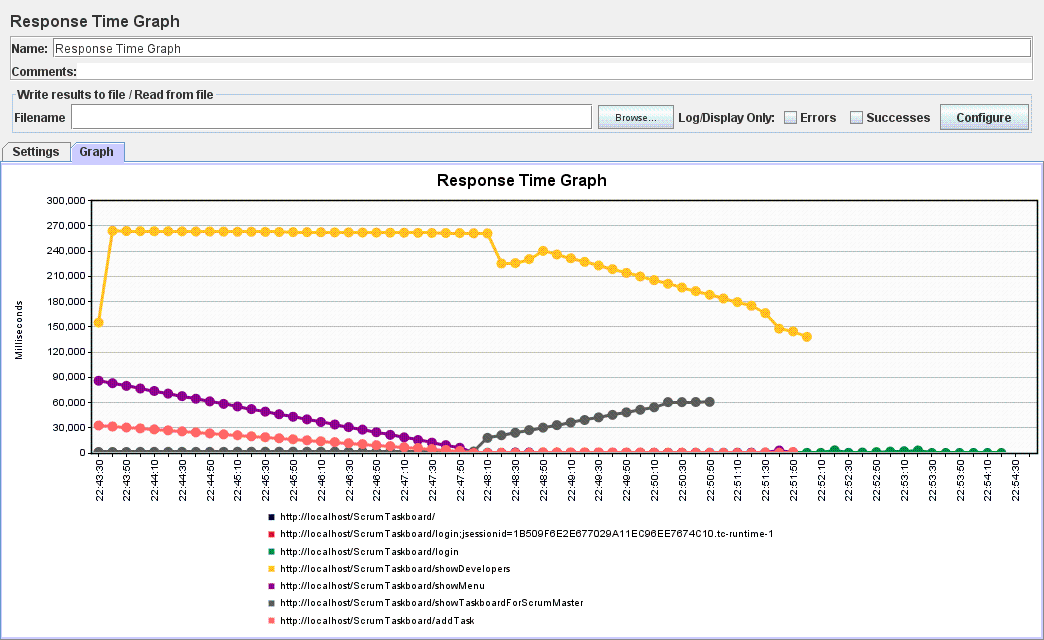 Response Time Graph
Name: Response Time Graph
Comments:
Write results to file / Read from file
Filename Browse... Log/Display Only: Errors Successes Configure
Settings Graph
Response Time Graph
300,000
270,000
240,000
210,000
180,000
150,000
120,000
90,000
60,000
30,000
0
Milliseconds
22:43:30 22:43:50 22:44:10 22:44:30 22:44:50 22:45:10 22:45:30 22:45:50 22:46:10 22:46:30 22:46:50 22:47:10 22:47:30 22:47:50 22:48:10 22:48:30 22:48:50 22:49:10 22:49:30 22:49:50 22:50:10 22:50:30 22:50:50 22:51:10 22:51:30 22:51:50 22:52:10 22:52:30 22:52:50 22:53:10 22:53:30 22:53:50 22:54:10 22:54:30
http://localhost/ScrumTaskboard/
http://localhost/ScrumTaskboard/login;jsessionid=1B509F6E2E677029A11EC96EE7674C10.tc-runtime-1
http://localhost/ScrumTaskboard/login
http://localhost/ScrumTaskboard/showDevelopers
http://localhost/ScrumTaskboard/showMenu
http://localhost/ScrumTaskboard/showTaskboardForScrumMaster
http://localhost/ScrumTaskboard/addTask